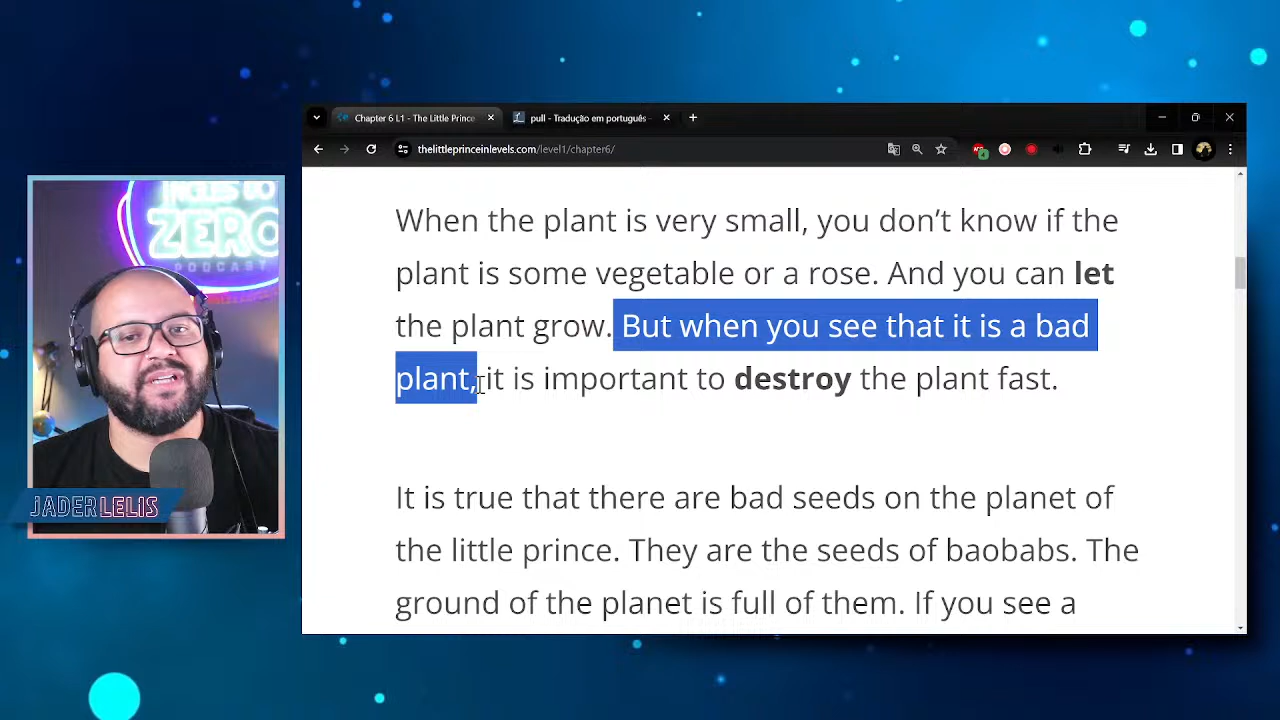 Chapter 6 L1 - The Little Prince
pull - Tradução em português -
thelittleprinceinlevels.com/level1/chapter6/
When the plant is very small, you don’t know if the
plant is some vegetable or a rose. And you can let
the plant grow. But when you see that it is a bad
plant, it is important to destroy the plant fast.
It is true that there are bad seeds on the planet of
the little prince. They are the seeds of baobabs. The
ground of the planet is full of them. If you see a
ZERO
PODCAST
JADERLELIS